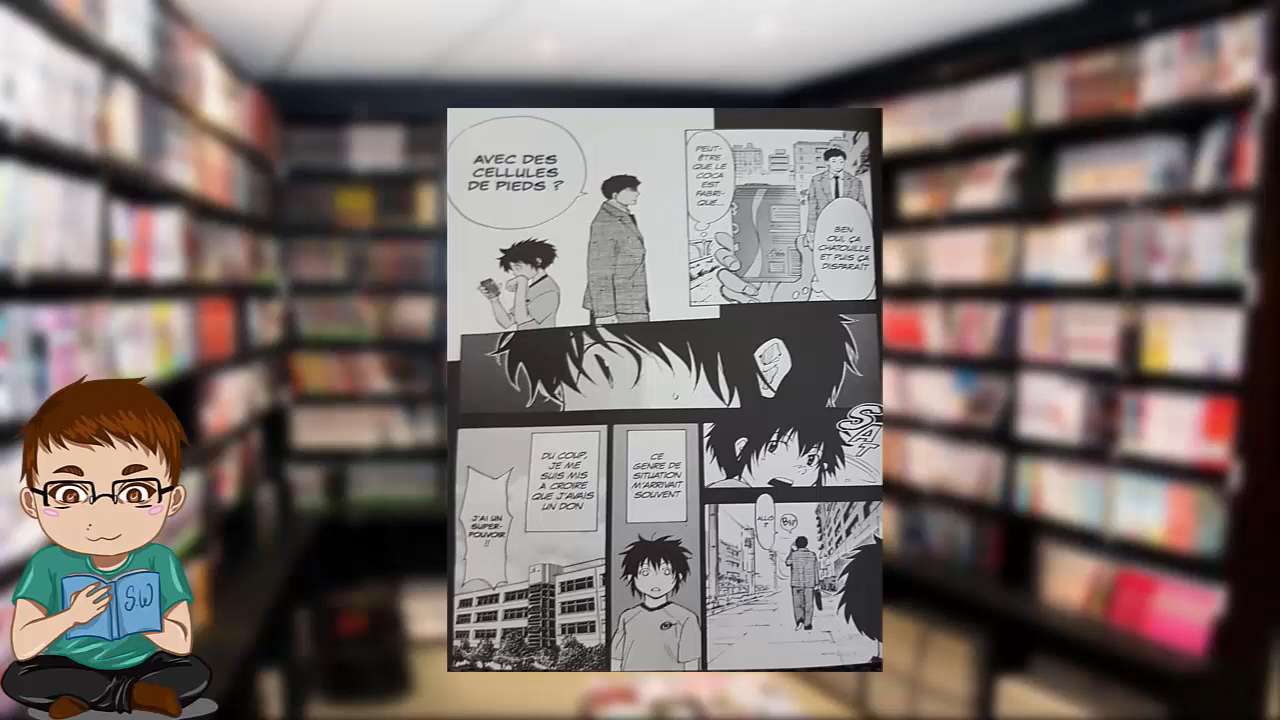 PEUT-
ÊTRE
QUE LE
COCA
EST
FABRI-
QUÉ...
BEN
OUI, ÇA
CHATOUILLE
ET PUIS ÇA
DISPARAÎT
AVEC DES
CELLULES
DE PIEDS ?
SAT
ALLO
?
BIP
CE
GENRE DE
SITUATION
M'ARRIVAIT
SOUVENT
DU COUP,
JE ME
SUIS MIS
À CROIRE
QUE J'AVAIS
UN DON
J'AI UN
SUPER-
POUVOIR
!!
S.W